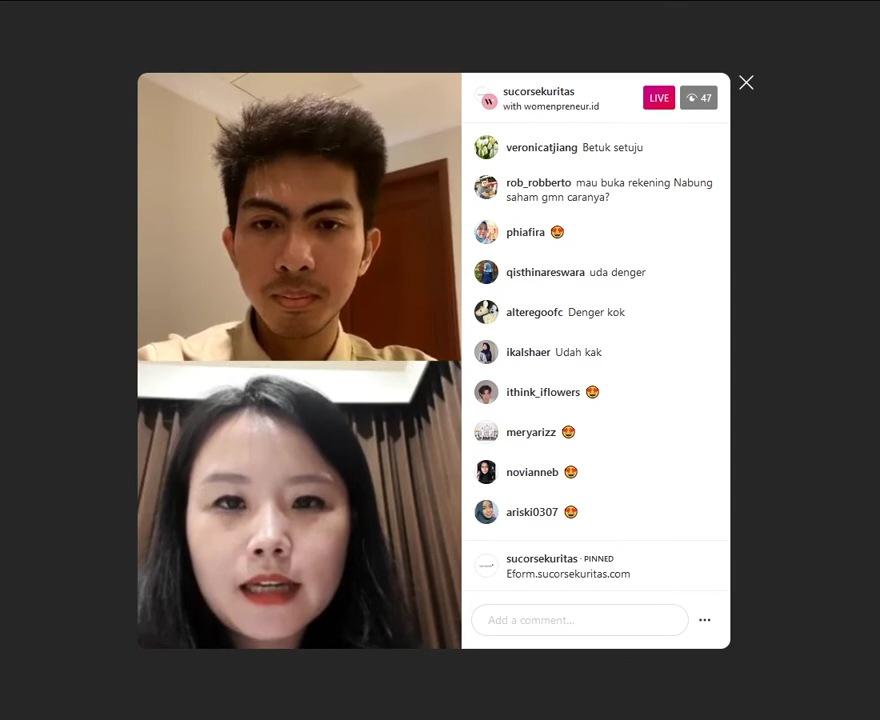 sucorsekuritas
with womenpreneur.id
LIVE
47
veronicatjiang Betuk setuju
rob_robberto mau buka rekening Nabung
saham gmn caranya?
phiafira 😍
qisthinareswara uda denger
alteregoofc Denger kok
ikalshaer Udah kak
ithink_iflowers 😍
meryarizz 😍
novianneb 😍
ariski0307 😍
sucorsekuritas · PINNED
Eform.sucorsekuritas.com
Add a comment...